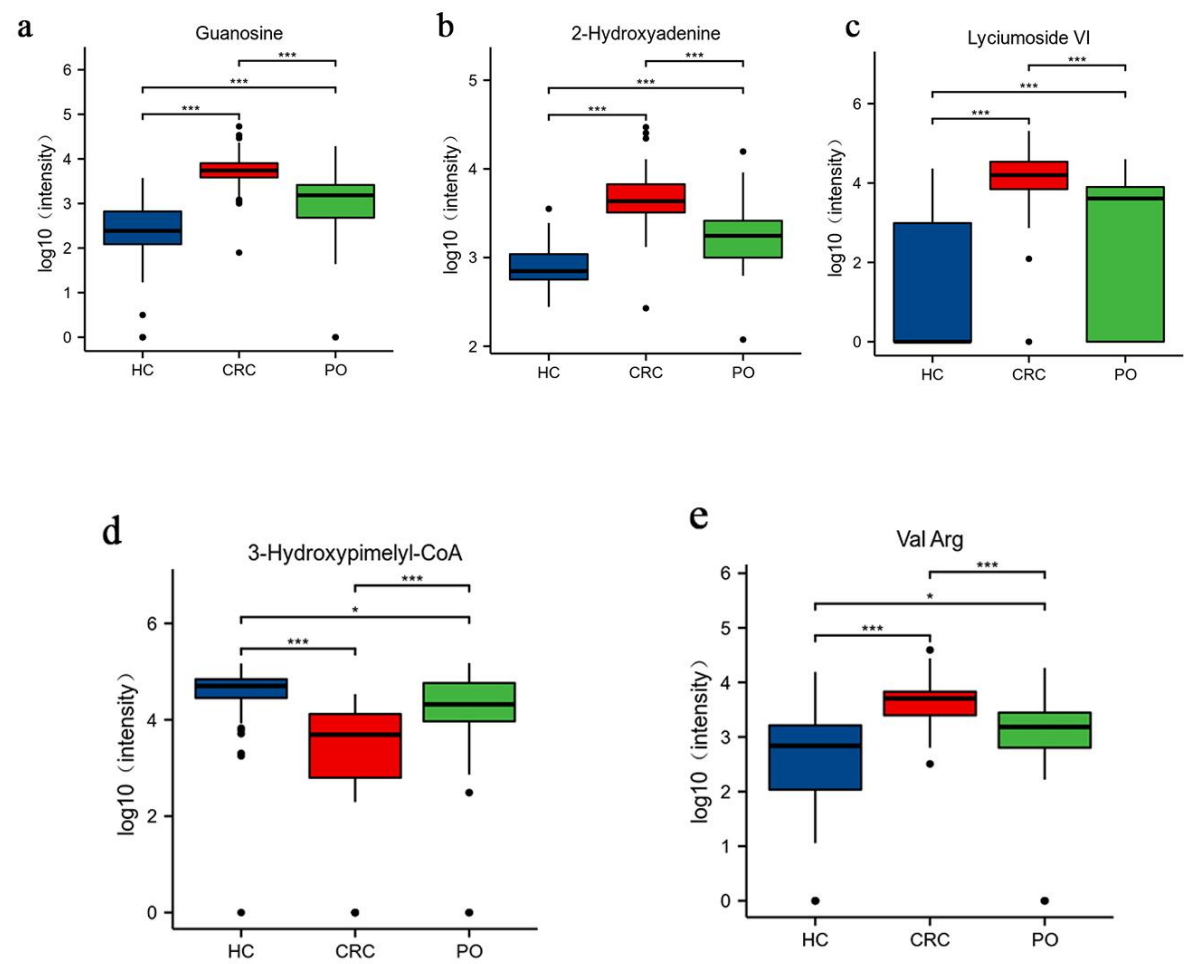 a
Guanosine
***
***
***
6
5
4
3
2
1
0
log10（intensity）
HC
CRC
PO
b
2-Hydroxyadenine
***
***
***
5
4
3
2
log10（intensity）
HC
CRC
PO
c
Lyciumoside VI
***
***
***
6
4
2
0
log10（intensity）
HC
CRC
PO
d
3-Hydroxypimelyl-CoA
***
*
***
6
4
2
0
log10（intensity）
HC
CRC
PO
e
Val Arg
***
*
***
6
5
4
3
2
1
0
log10（intensity）
HC
CRC
PO